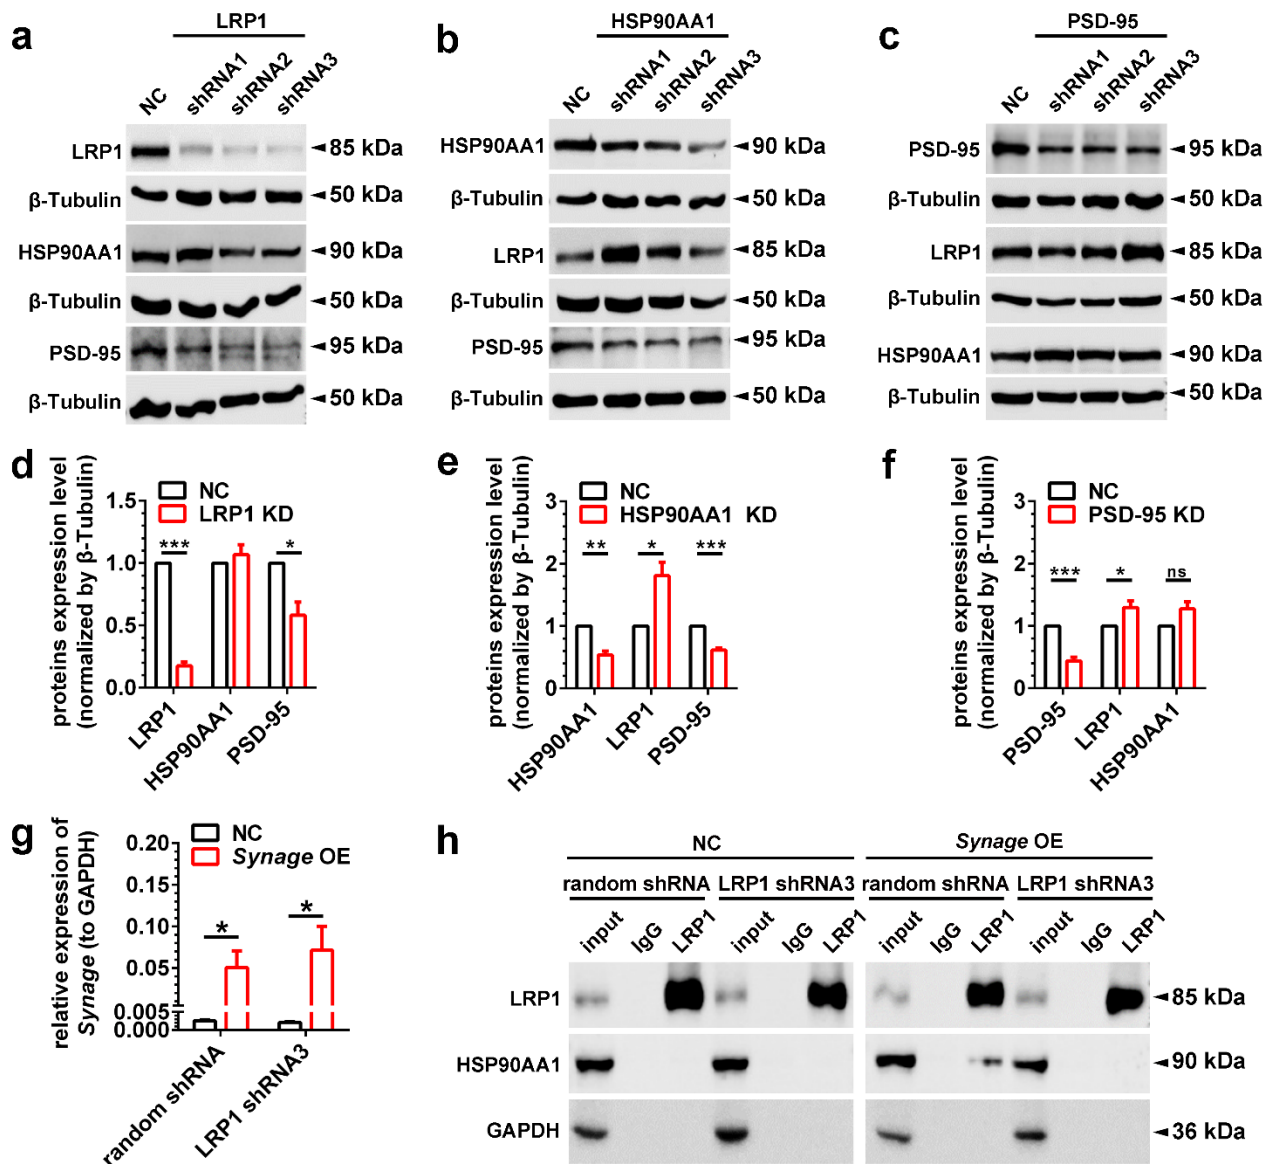 a
LRP1
NC shRNA1 shRNA2 shRNA3
LRP1 85 kDa
β-Tubulin 50 kDa
HSP90AA1 90 kDa
β-Tubulin 50 kDa
PSD-95 95 kDa
β-Tubulin 50 kDa
b
HSP90AA1
NC shRNA1 shRNA2 shRNA3
HSP90AA1 90 kDa
β-Tubulin 50 kDa
LRP1 85 kDa
β-Tubulin 50 kDa
PSD-95 95 kDa
β-Tubulin 50 kDa
c
PSD-95
NC shRNA1 shRNA2 shRNA3
PSD-95 95 kDa
β-Tubulin 50 kDa
LRP1 85 kDa
β-Tubulin 50 kDa
HSP90AA1 90 kDa
β-Tubulin 50 kDa
d
proteins expression level
(normalized by β-Tubulin)
NC
LRP1 KD
1.5
1.0
0.5
0.0
*** *
LRP1 HSP90AA1 PSD-95
e
proteins expression level
(normalized by β-Tubulin)
NC
HSP90AA1 KD
3
2
1
0
** * ***
HSP90AA1 LRP1 PSD-95
f
proteins expression level
(normalized by β-Tubulin)
NC
PSD-95 KD
3
2
1
0
*** * ns
PSD-95 LRP1 HSP90AA1
g
relative expression of
Synage (to GAPDH)
NC
Synage OE
0.20
0.15
0.10
0.05
0.005
0.000
* *
random shRNA LRP1 shRNA3
h
NC Synage OE
random shRNA LRP1 shRNA3 random shRNA LRP1 shRNA3
input IgG LRP1 input IgG LRP1 input IgG LRP1 input IgG LRP1
LRP1 85 kDa
HSP90AA1 90 kDa
GAPDH 36 kDa